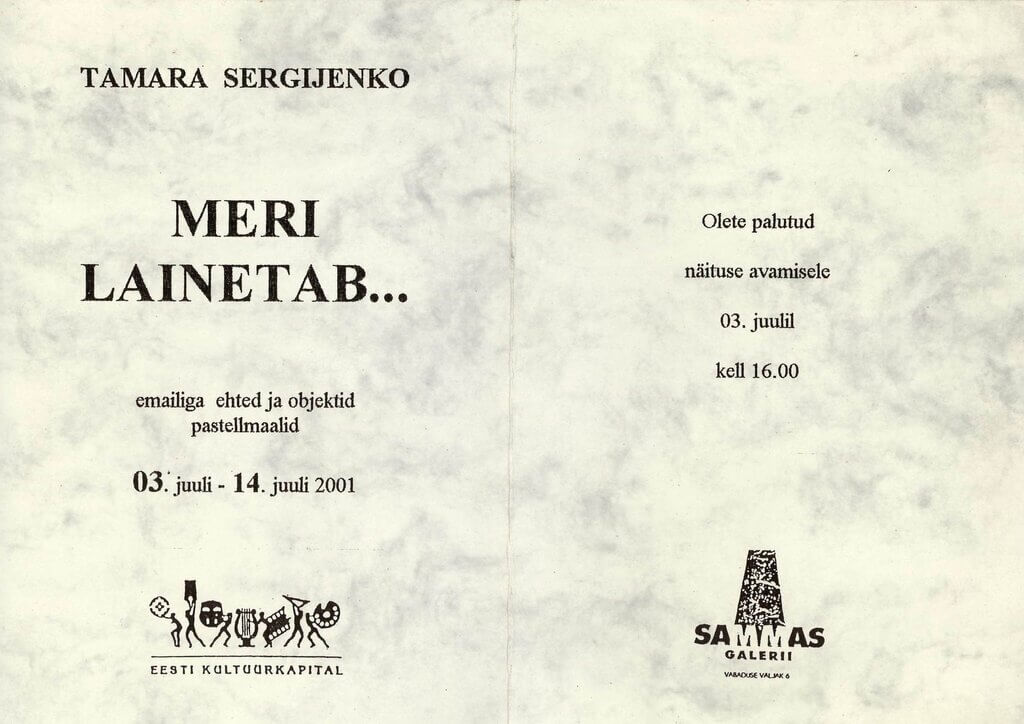 TAMARA SERGIJENKO
MERI
LAINETAB...
emailiga ehted ja objektid
pastellmaalid
03. juuli - 14. juuli 2001
EESTI KULTUURKAPITAL
Olete palutud
näituse avamisele
03. juulil
kell 16.00
SAMMAS
GALERII
VABADUSE VALJAK 6